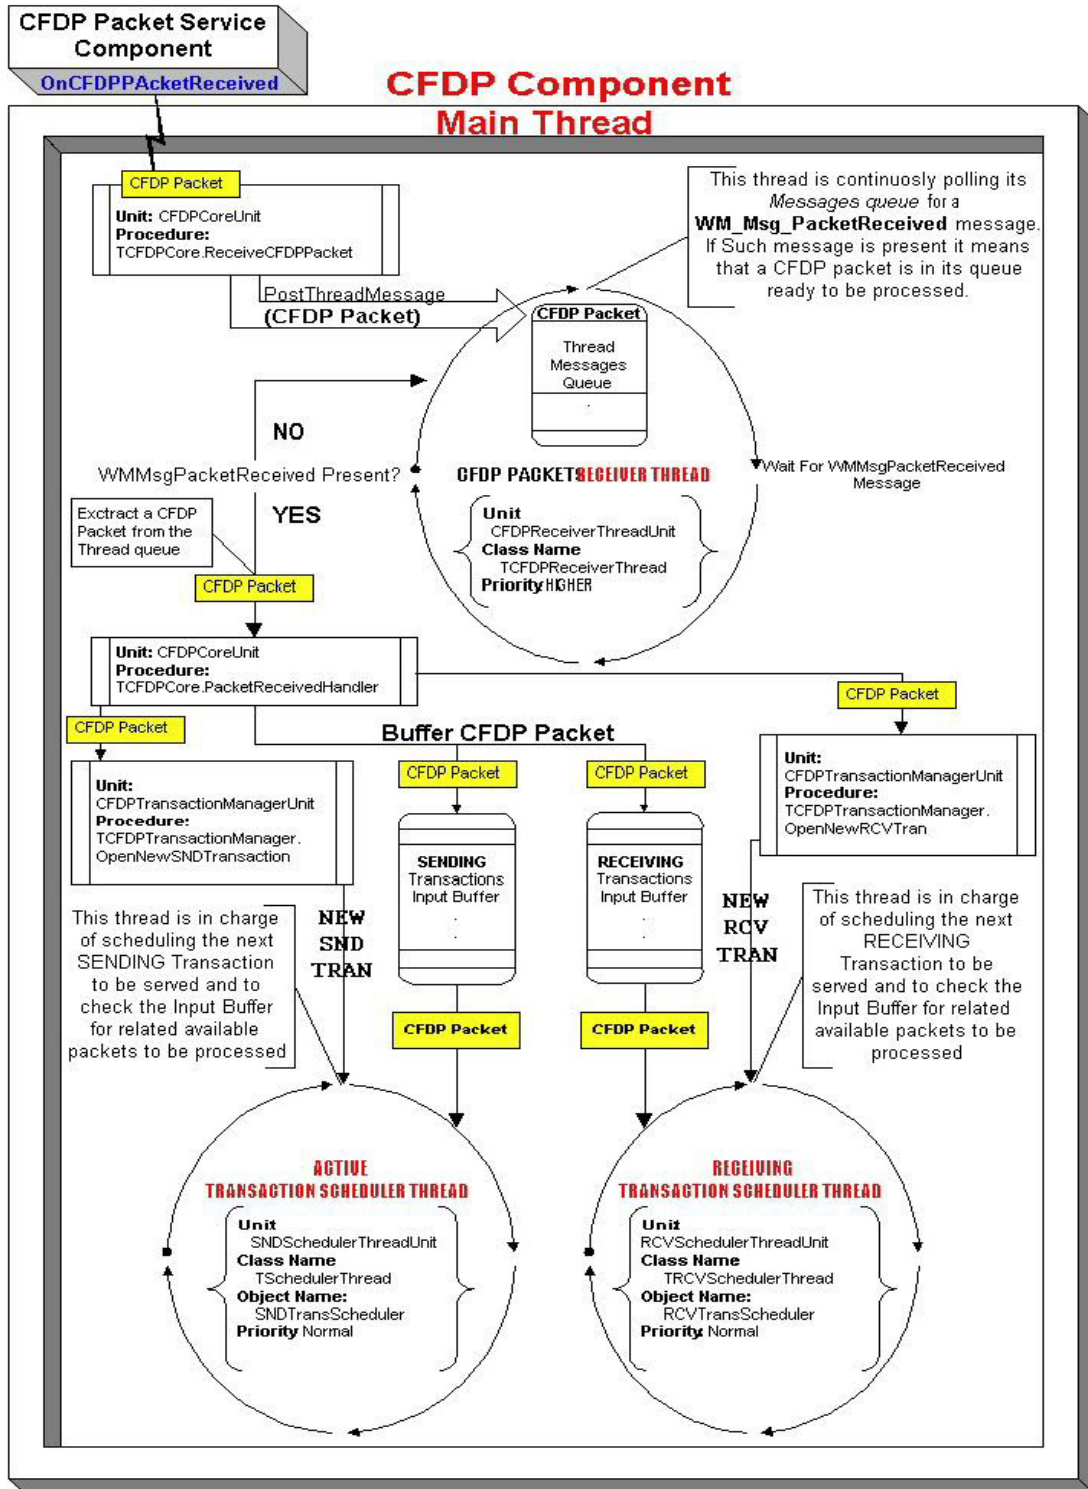 CFDP Packet Service
Component
OnCFDPPAcketReceived
CFDP Component
Main Thread
CFDP Packet
Unit: CFDPCoreUnit
Procedure:
TCFDPCore.ReceiveCFDPPacket
This thread is continuosly polling its
Messages queue for a
WM_Msg_PacketReceived message.
If Such message is present it means
that a CFDP packet is in its queue
ready to be processed.
PostThreadMessage
(CFDP Packet)
CFDP Packet
Thread
Messages
Queue
.
NO
WMMsgPacketReceived Present?
YES
CFDP PACKETS RECEIVER THREAD
Wait For WMMsgPacketReceived
Message
Unit
CFDPReceiverThreadUnit
Class Name
TCFDPReceiverThread
Priority:HIGHER
Exctract a CFDP
Packet from the
Thread queue
CFDP Packet
Unit: CFDPCoreUnit
Procedure:
TCFDPCore.PacketReceivedHandler
CFDP Packet
CFDP Packet
Buffer CFDP Packet
CFDP Packet
CFDP Packet
Unit:
CFDPTransactionManagerUnit
Procedure:
TCFDPTransactionManager.
OpenNewSNDTransaction
SENDING
Transactions
Input Buffer
.
.
RECEIVING
Transactions
Input Buffer
.
.
Unit:
CFDPTransactionManagerUnit
Procedure:
TCFDPTransactionManager.
OpenNewRCVTran
This thread is in charge
of scheduling the next
SENDING Transaction
to be served and to
check the Input Buffer
for related available
packets to be processed
NEW
SND
TRAN
NEW
RCV
TRAN
This thread is in charge
of scheduling the next
RECEIVING
Transaction to be
served and to check the
Input Buffer for related
available packets to be
processed
CFDP Packet
CFDP Packet
ACTIVE
TRANSACTION SCHEDULER THREAD
Unit
SNDSchedulerThreadUnit
Class Name
TSchedulerThread
Object Name:
SNDTransScheduler
Priority: Normal
RECEIVING
TRANSACTION SCHEDULER THREAD
Unit
RCVSchedulerThreadUnit
Class Name
TRCVSchedulerThread
Object Name:
RCVTransScheduler
Priority: Normal